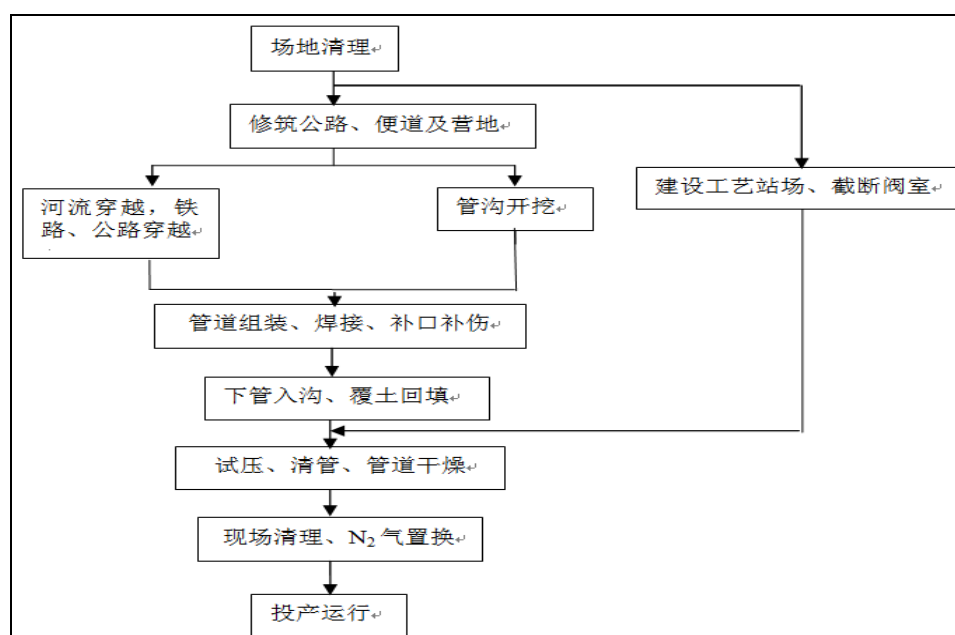 场地清理
修筑公路、便道及营地
建设工艺站场、截断阀室
河流穿越，铁
路、公路穿越
管沟开挖
管道组装、焊接、补口补伤
下管入沟、覆土回填
试压、清管、管道干燥
现场清理、N₂气置换
投产运行